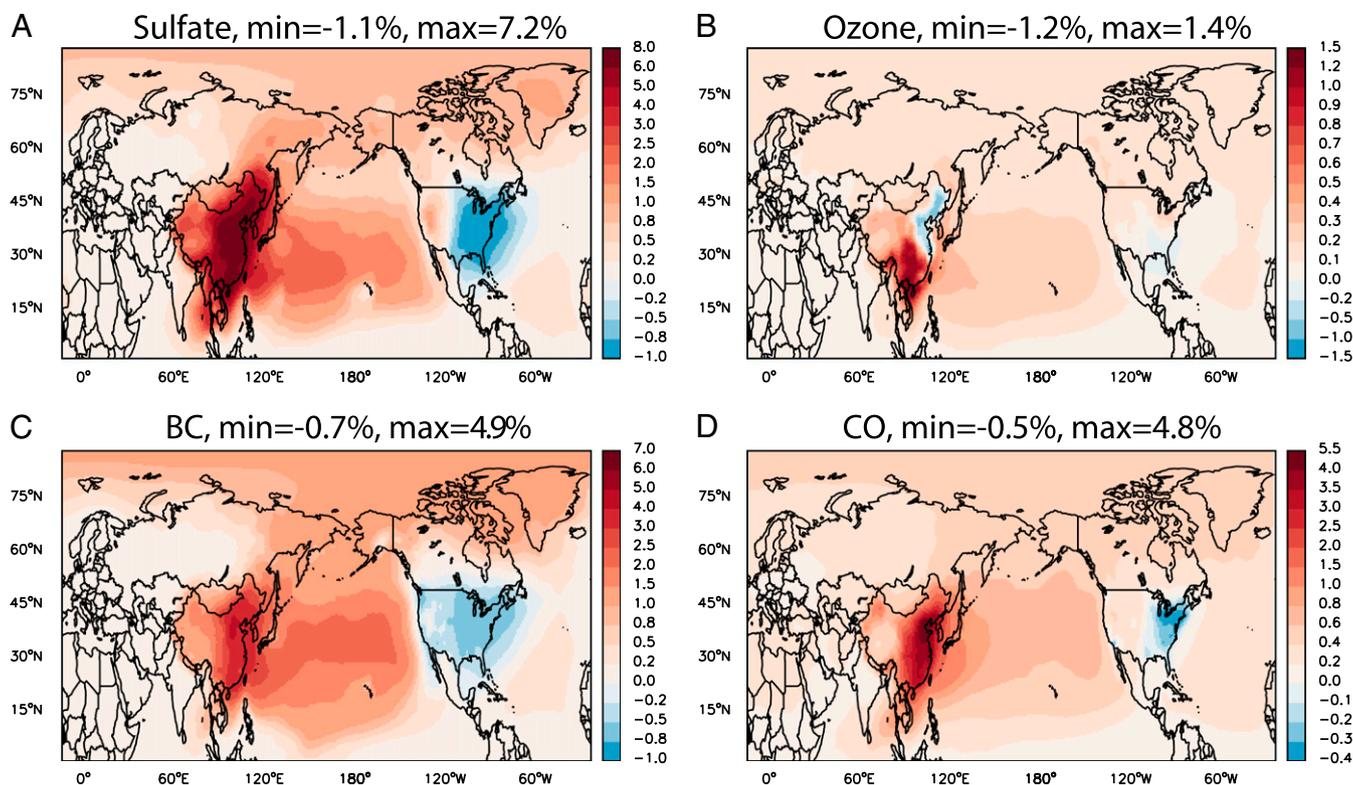 A
Sulfate, min=-1.1%, max=7.2%
75°N
60°N
45°N
30°N
15°N
0°
60°E
120°E
180°
120°W
60°W
8.0
6.0
5.0
4.0
3.0
2.5
2.0
1.5
1.0
0.8
0.5
0.2
0.0
−0.2
−0.5
−0.8
−1.0
B
Ozone, min=-1.2%, max=1.4%
75°N
60°N
45°N
30°N
15°N
0°
60°E
120°E
180°
120°W
60°W
1.5
1.2
1.0
0.9
0.8
0.7
0.6
0.5
0.4
0.3
0.2
0.1
0.0
−0.2
−0.5
−1.0
−1.5
C
BC, min=-0.7%, max=4.9%
75°N
60°N
45°N
30°N
15°N
0°
60°E
120°E
180°
120°W
60°W
7.0
6.0
5.0
4.0
3.0
2.5
2.0
1.5
1.0
0.8
0.5
0.2
0.0
−0.2
−0.5
−0.8
−1.0
D
CO, min=-0.5%, max=4.8%
75°N
60°N
45°N
30°N
15°N
0°
60°E
120°E
180°
120°W
60°W
5.5
4.0
3.5
3.0
2.5
2.0
1.5
1.0
0.8
0.6
0.4
0.2
0.0
−0.1
−0.2
−0.3
−0.4